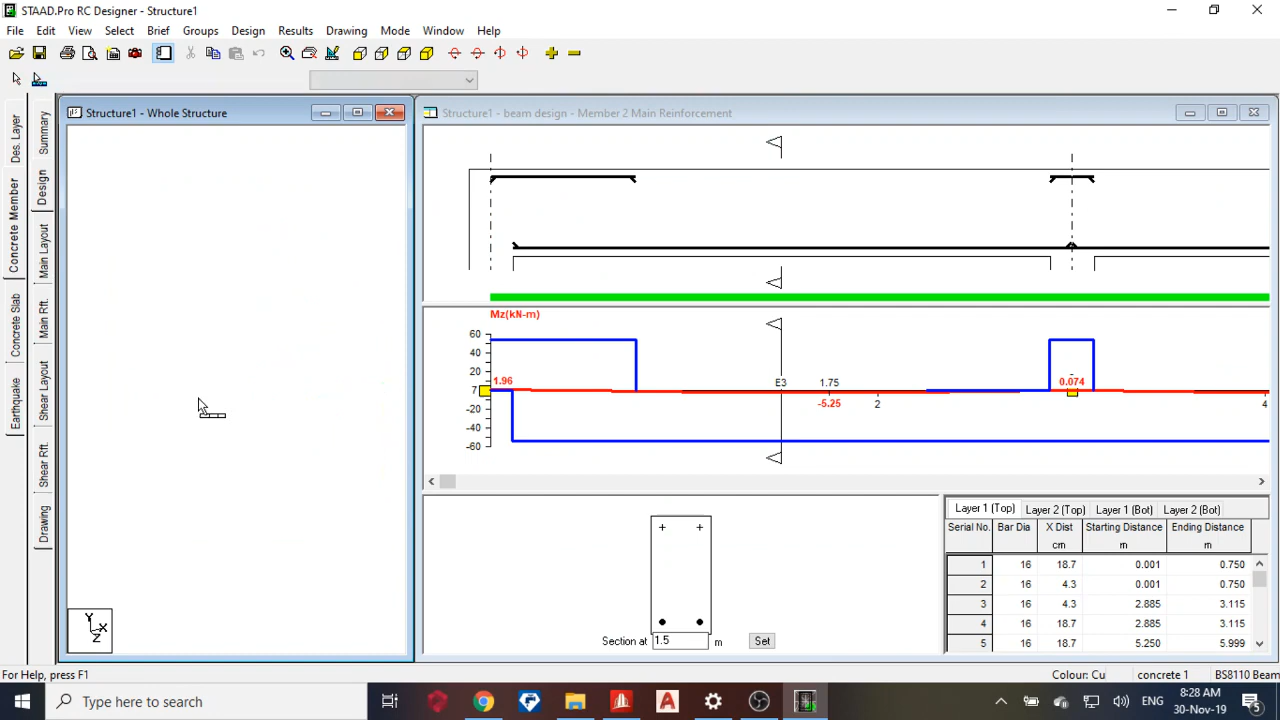 STAAD.Pro RC Designer - Structure1
File Edit View Select Brief Groups Design Results Drawing Mode Window Help
Des. Layer
Concrete Member
Concrete Slab
Earthquake
Summary
Design
Main Layout
Main Rft.
Shear Layout
Shear Rft.
Drawing
Structure1 - Whole Structure
Y
X
Z
Structure1 - beam design - Member 2 Main Reinforcement
Mz(kN-m)
60
40
20
7
-20
-40
-60
1.96
E3
1.75
-5.25
2
0.074
4
Section at 1.5 m Set
Layer 1 (Top) Layer 2 (Top) Layer 1 (Bot) Layer 2 (Bot)
Serial No. Bar Dia X Dist Starting Distance Ending Distance
cm m m
1 16 18.7 0.001 0.750
2 16 4.3 0.001 0.750
3 16 4.3 2.885 3.115
4 16 18.7 2.885 3.115
5 16 18.7 5.250 5.999
For Help, press F1
Colour: Cu concrete 1 BS8110 Beam
Type here to search
ENG
8:28 AM
30-Nov-19
5